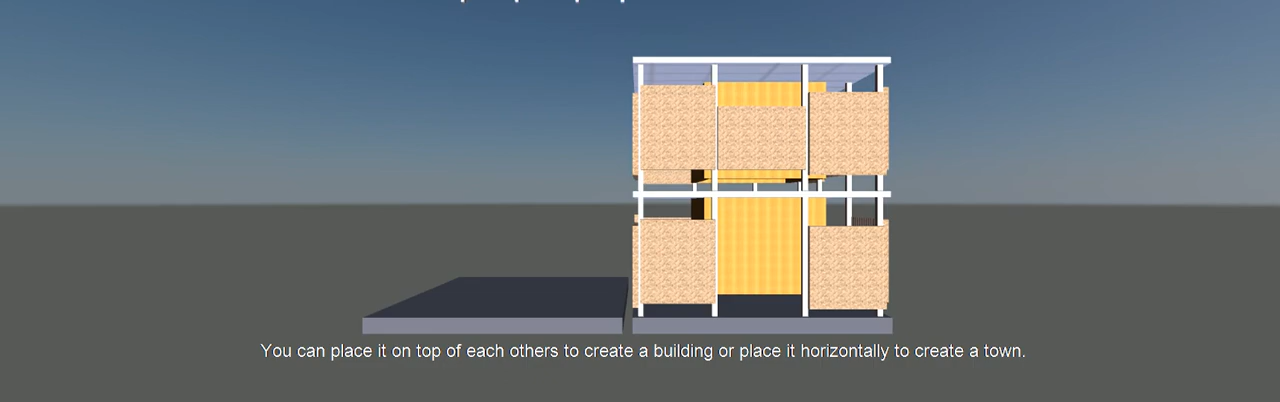 You can place it on top of each others to create a building or place it horizontally to create a town.